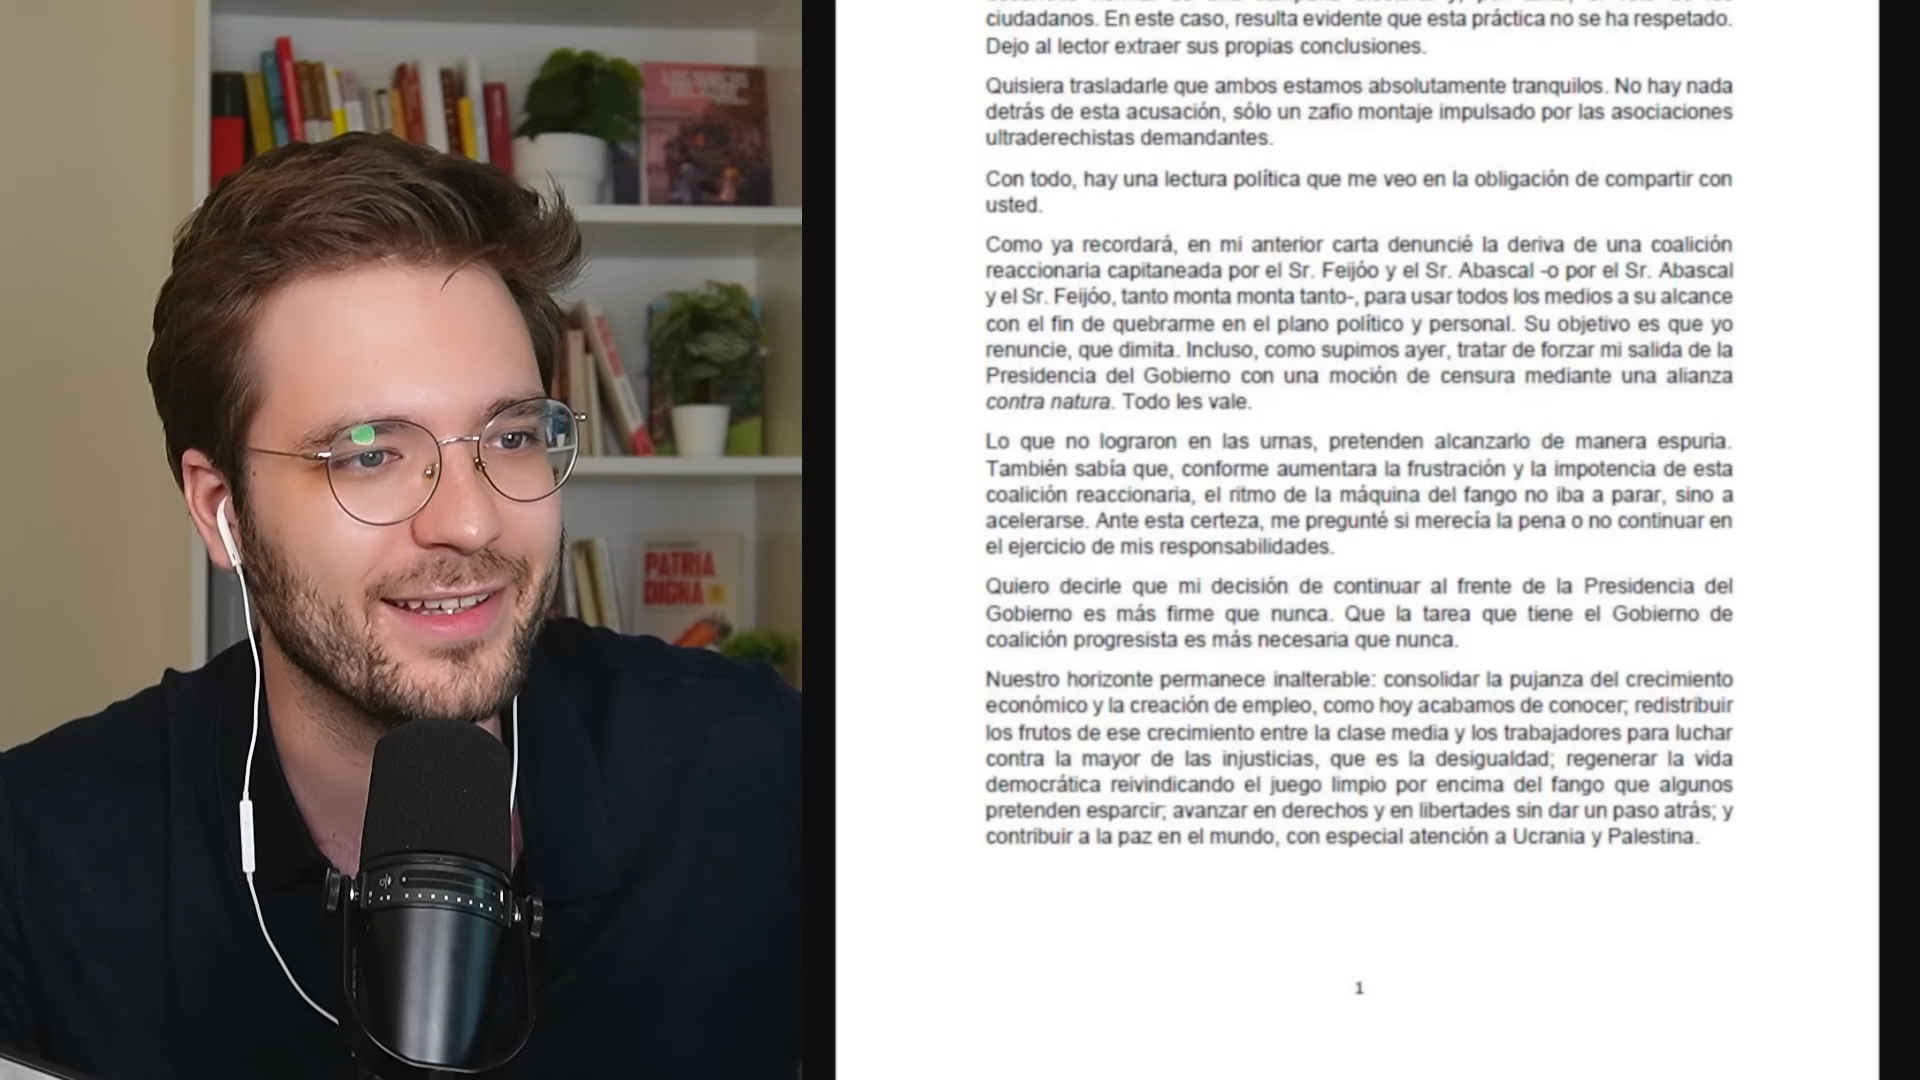 PATRIA
DIGNA
ciudadanos. En este caso, resulta evidente que esta práctica no se ha respetado.
Dejo al lector extraer sus propias conclusiones.
Quisiera trasladarle que ambos estamos absolutamente tranquilos. No hay nada
detrás de esta acusación, sólo un zafio montaje impulsado por las asociaciones
ultraderechistas demandantes.
Con todo, hay una lectura política que me veo en la obligación de compartir con
usted.
Como ya recordará, en mi anterior carta denuncié la deriva de una coalición
reaccionaria capitaneada por el Sr. Feijóo y el Sr. Abascal -o por el Sr. Abascal
y el Sr. Feijóo, tanto monta monta tanto-, para usar todos los medios a su alcance
con el fin de quebrarme en el plano político y personal. Su objetivo es que yo
renuncie, que dimita. Incluso, como supimos ayer, tratar de forzar mi salida de la
Presidencia del Gobierno con una moción de censura mediante una alianza
contra natura. Todo les vale.
Lo que no lograron en las urnas, pretenden alcanzarlo de manera espuria.
También sabía que, conforme aumentara la frustración y la impotencia de esta
coalición reaccionaria, el ritmo de la máquina del fango no iba a parar, sino a
acelerarse. Ante esta certeza, me pregunté si merecía la pena o no continuar en
el ejercicio de mis responsabilidades.
Quiero decirle que mi decisión de continuar al frente de la Presidencia del
Gobierno es más firme que nunca. Que la tarea que tiene el Gobierno de
coalición progresista es más necesaria que nunca.
Nuestro horizonte permanece inalterable: consolidar la pujanza del crecimiento
económico y la creación de empleo, como hoy acabamos de conocer; redistribuir
los frutos de ese crecimiento entre la clase media y los trabajadores para luchar
contra la mayor de las injusticias, que es la desigualdad; regenerar la vida
democrática reivindicando el juego limpio por encima del fango que algunos
pretenden esparcir; avanzar en derechos y en libertades sin dar un paso atrás; y
contribuir a la paz en el mundo, con especial atención a Ucrania y Palestina.
1